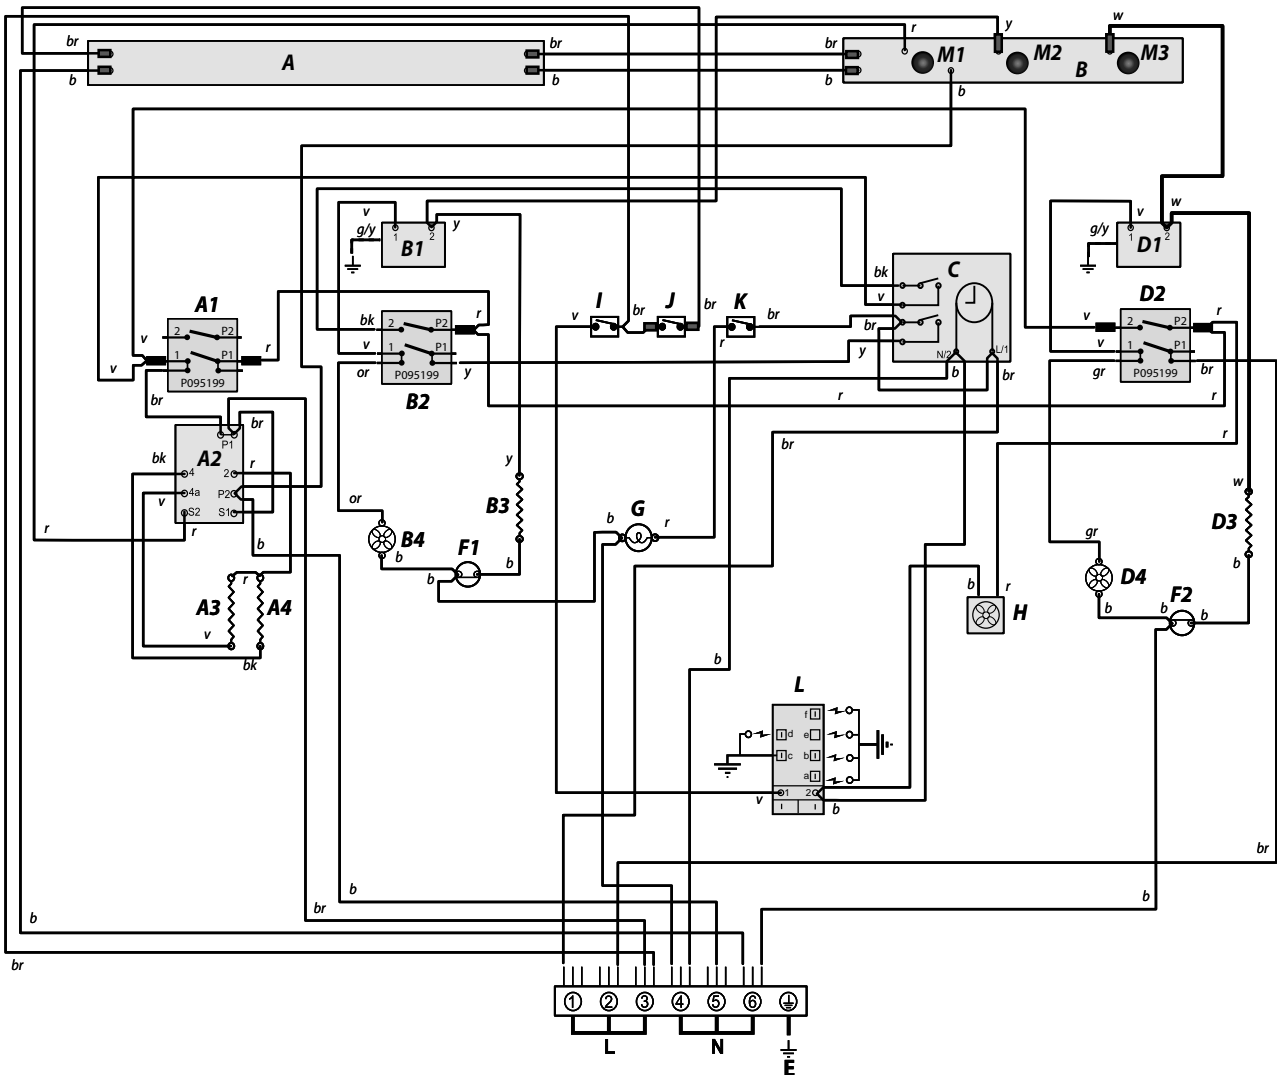 w
y
r
br
A
br
br
M1
M2
M3
B
b
b
b
v
g/y
1
2
B1
y
v
w
g/y
1
2
D1
C
bk
v
br
y
N/2
L/1
b
br
A1
v
2
P2
1
P1
r
v
P095199
br
bk
2
P2
r
v
1
P1
or
P095199
y
B2
I
J
K
v
br
br
r
br
D2
v
2
P2
r
v
1
P1
gr
P095199
br
r
r
br
r
br
P1
A2
bk
4
2
r
v
4a
P2
S2
S1
r
r
b
y
B3
or
B4
b
F1
b
b
b
G
r
w
D3
b
gr
D4
b
F2
b
b
A3
r
A4
v
bk
b
r
H
b
L
f
d
e
c
b
a
1
2
v
b
br
b
b
br
b
br
1
2
3
4
5
6
L
N
E